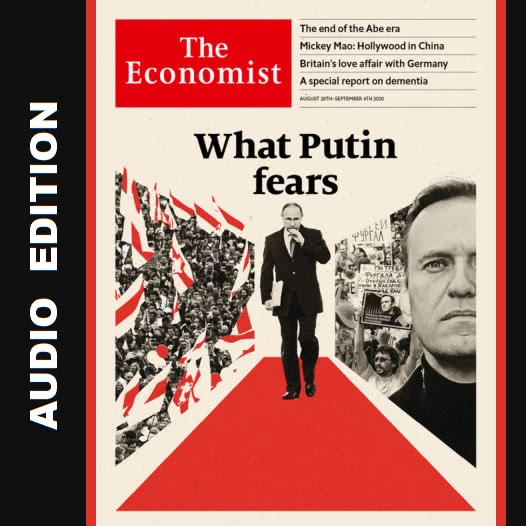 AUDIO EDITION
The
Economist
The end of the Abe era
Mickey Mao: Hollywood in China
Britain's love affair with Germany
A special report on dementia
AUGUST 29TH–SEPTEMBER 4TH 2020
What Putin
fears
ФУРГАЛ